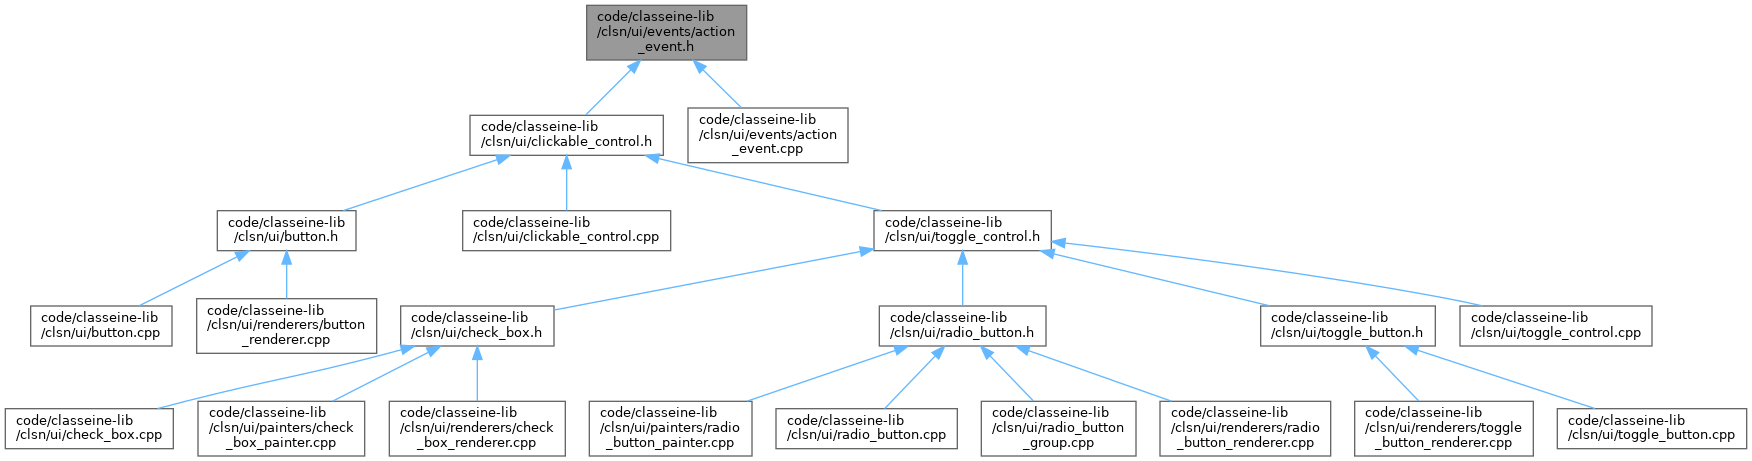 code/classeine-lib
/clsn/ui/events/action
_event.h
code/classeine-lib
/clsn/ui/clickable_control.h
code/classeine-lib
/clsn/ui/events/action
_event.cpp
code/classeine-lib
/clsn/ui/button.h
code/classeine-lib
/clsn/ui/clickable_control.cpp
code/classeine-lib
/clsn/ui/toggle_control.h
code/classeine-lib
/clsn/ui/button.cpp
code/classeine-lib
/clsn/ui/renderers/button
_renderer.cpp
code/classeine-lib
/clsn/ui/check_box.h
code/classeine-lib
/clsn/ui/radio_button.h
code/classeine-lib
/clsn/ui/toggle_button.h
code/classeine-lib
/clsn/ui/toggle_control.cpp
code/classeine-lib
/clsn/ui/check_box.cpp
code/classeine-lib
/clsn/ui/painters/check
_box_painter.cpp
code/classeine-lib
/clsn/ui/renderers/check
_box_renderer.cpp
code/classeine-lib
/clsn/ui/painters/radio
_button_painter.cpp
code/classeine-lib
/clsn/ui/radio_button.cpp
code/classeine-lib
/clsn/ui/radio_button
_group.cpp
code/classeine-lib
/clsn/ui/renderers/radio
_button_renderer.cpp
code/classeine-lib
/clsn/ui/renderers/toggle
_button_renderer.cpp
code/classeine-lib
/clsn/ui/toggle_button.cpp